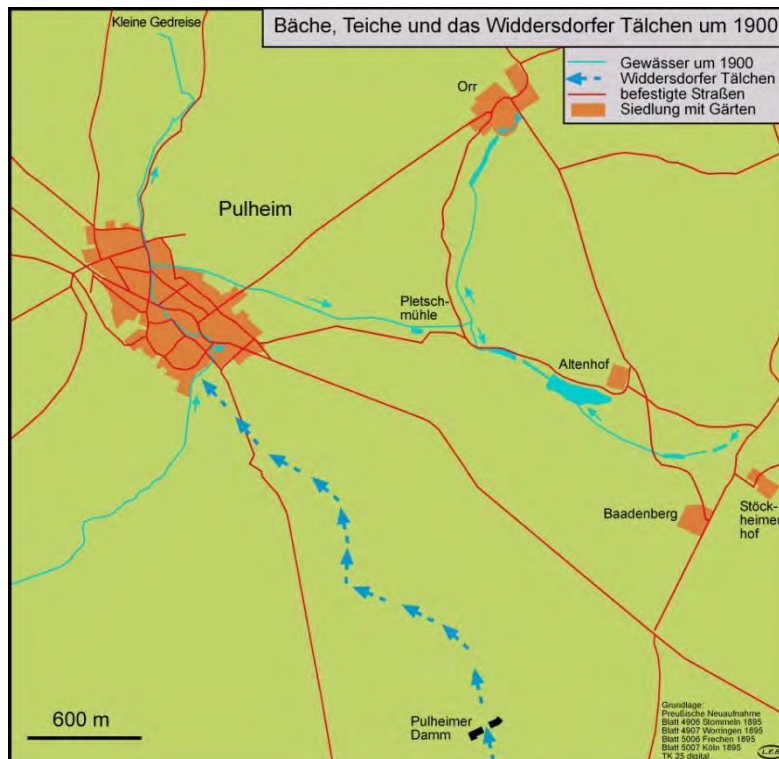 Kleine Gedreise
Bäche, Teiche und das Widdersdorfer Tälchen um 1900
Gewässer um 1900
Widdersdorfer Tälchen
befestigte Straßen
Siedlung mit Gärten
Orr
Pulheim
Pletsch-
mühle
Altenhof
Baadenberg
Stöck-
heimer
hof
600 m
Pulheimer
Damm
Grundlage:
Preußische Neuaufnahme
Blatt 4906 Stommeln 1895
Blatt 4907 Worringen 1895
Blatt 5006 Frechen 1895
Blatt 5007 Köln 1895
TK 25 digital